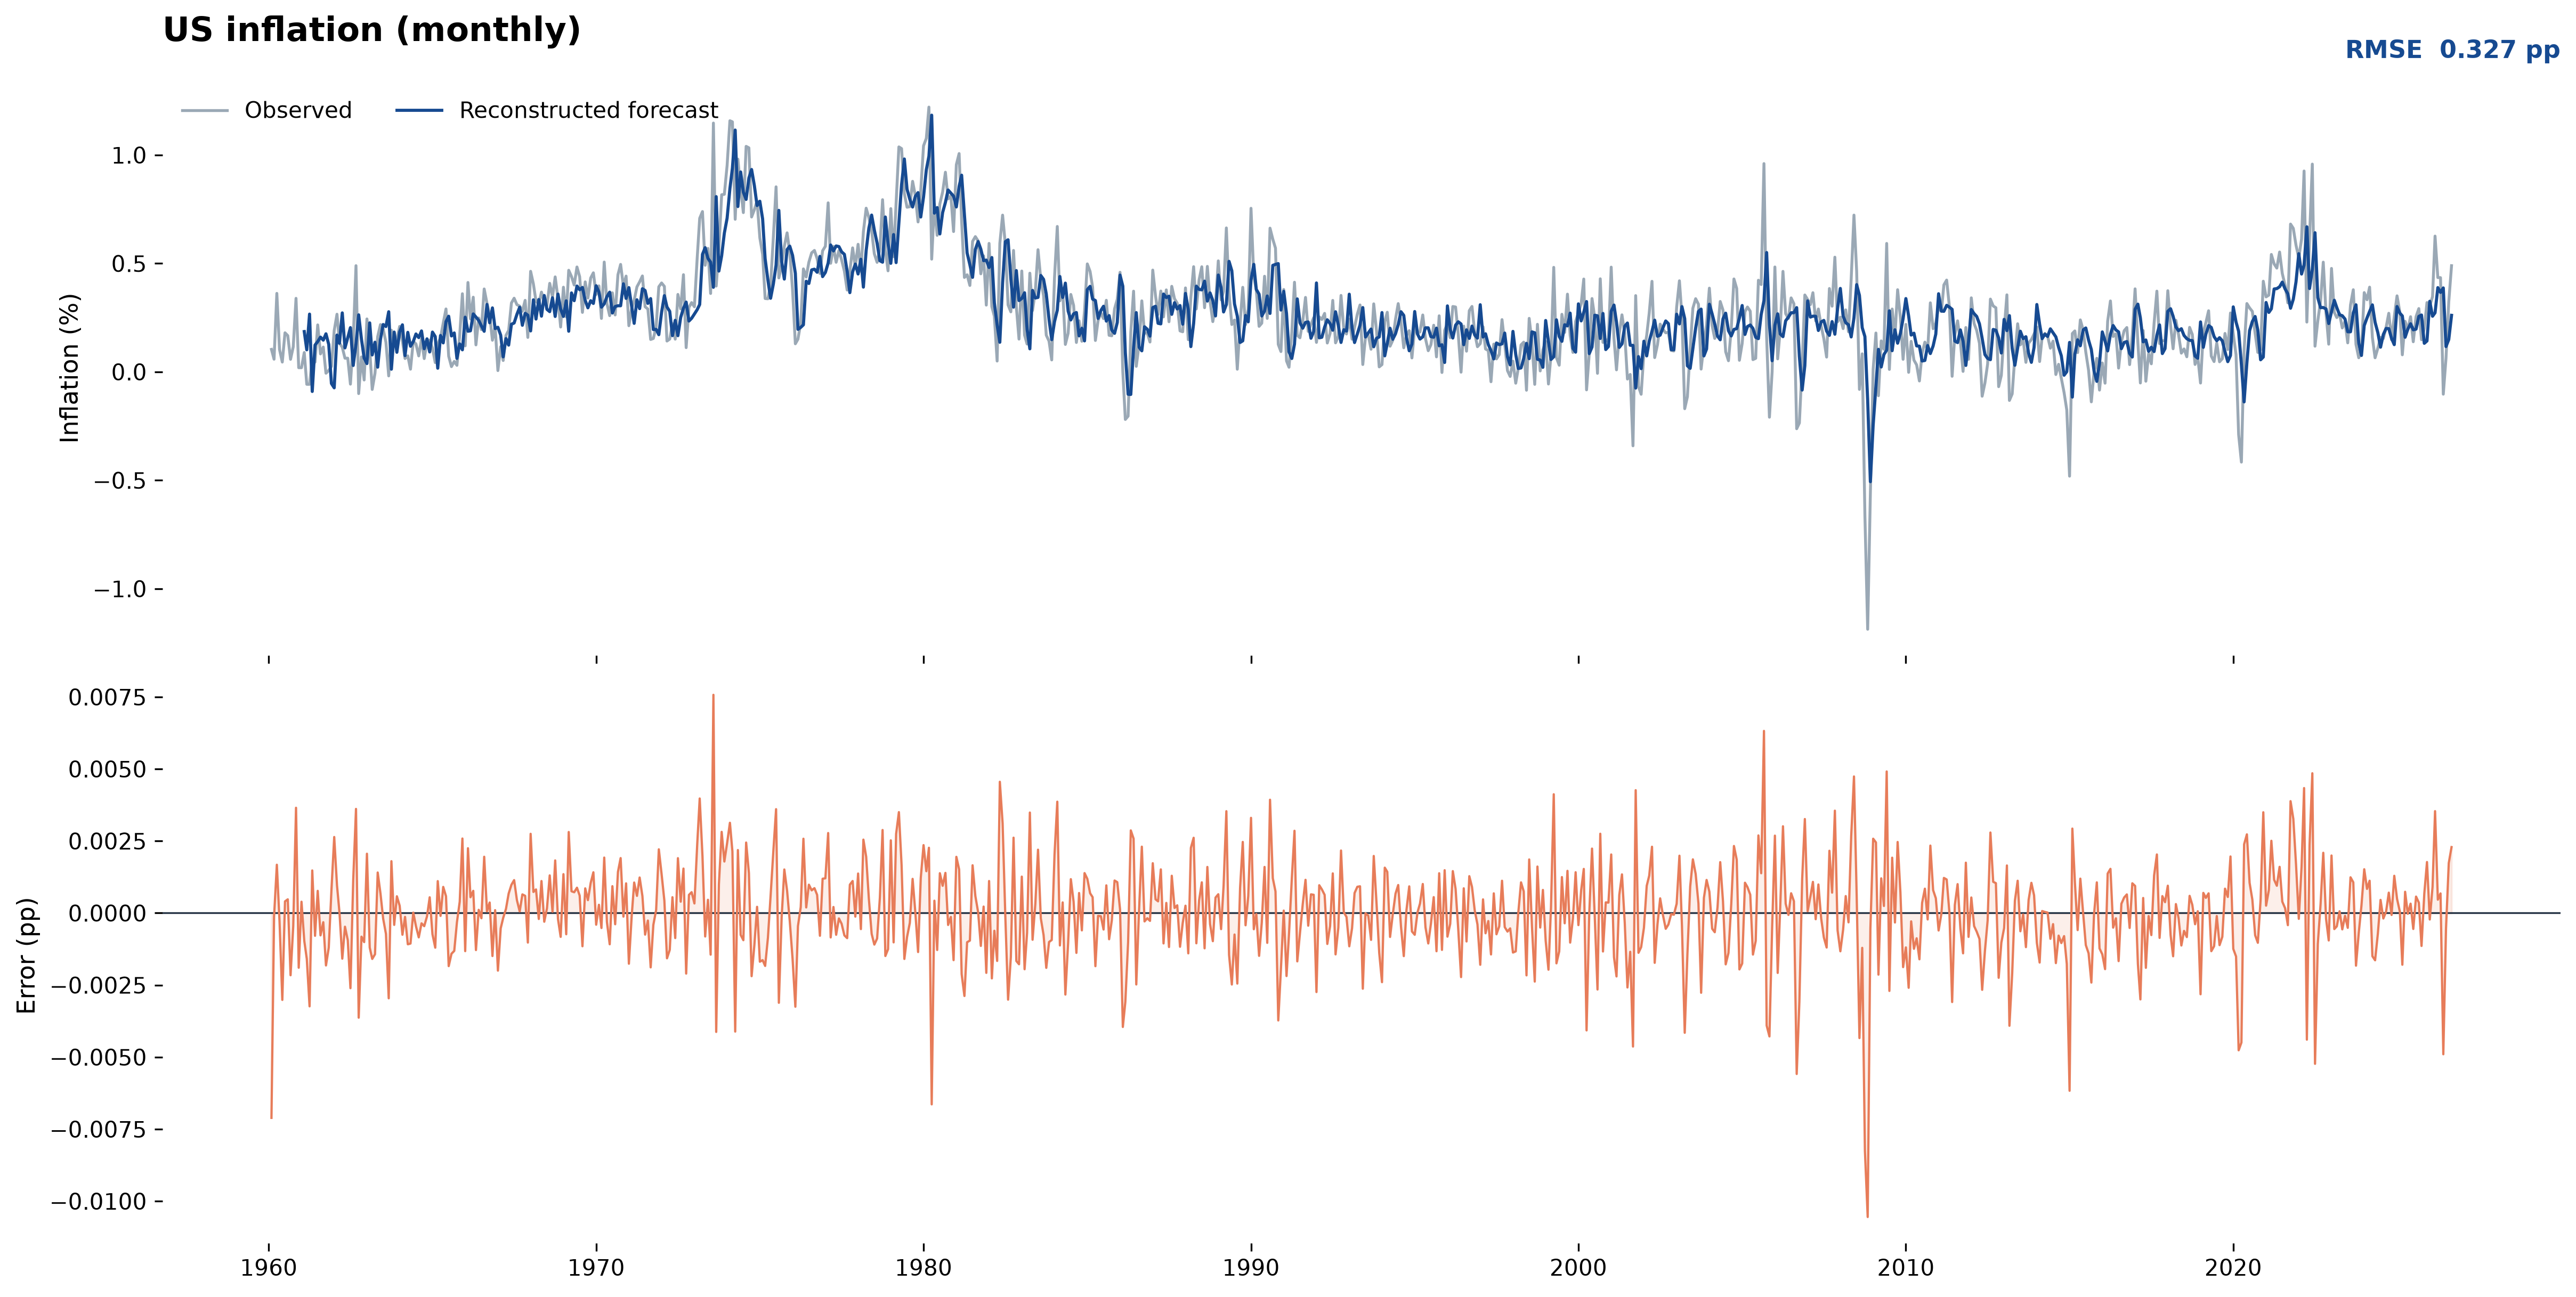 US inflation (monthly)
RMSE 0.327 pp
Observed
Reconstructed forecast
Inflation (%)
1.0
0.5
0.0
−0.5
−1.0
Error (pp)
0.0075
0.0050
0.0025
0.0000
−0.0025
−0.0050
−0.0075
−0.0100
1960 1970 1980 1990 2000 2010 2020